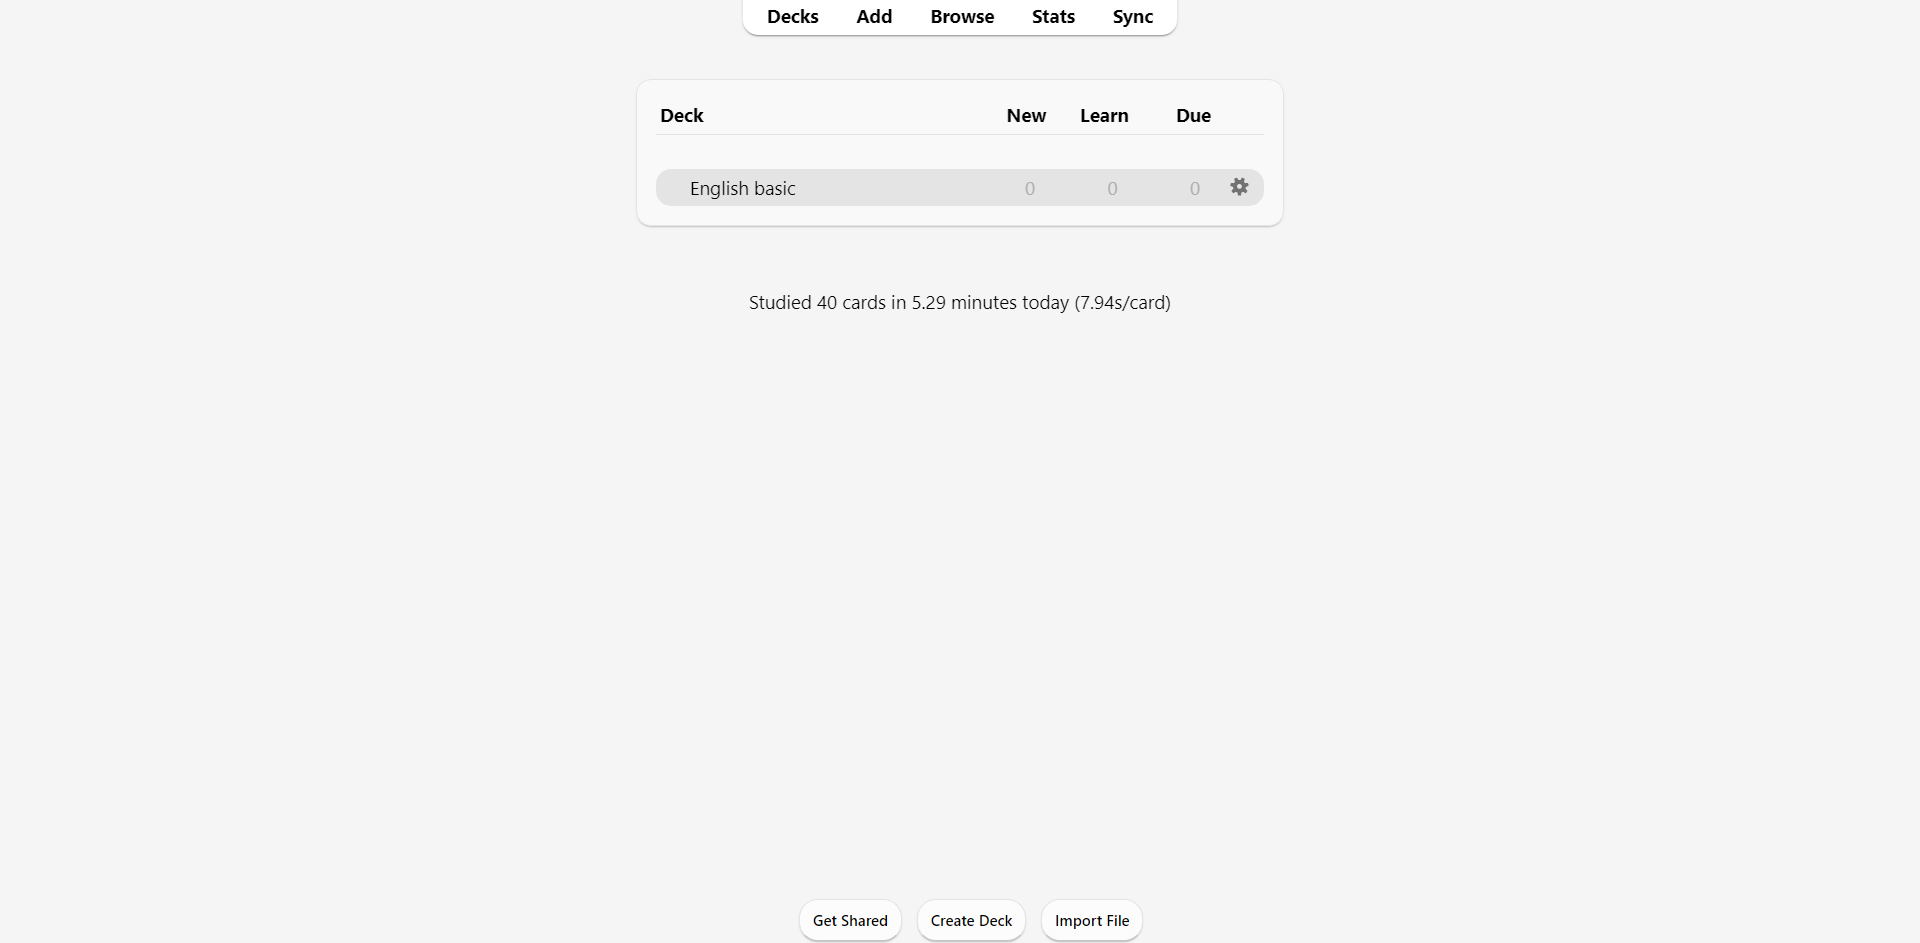 Decks Add Browse Stats Sync
Deck New Learn Due
English basic 0 0 0
Studied 40 cards in 5.29 minutes today (7.94s/card)
Get Shared Create Deck Import File